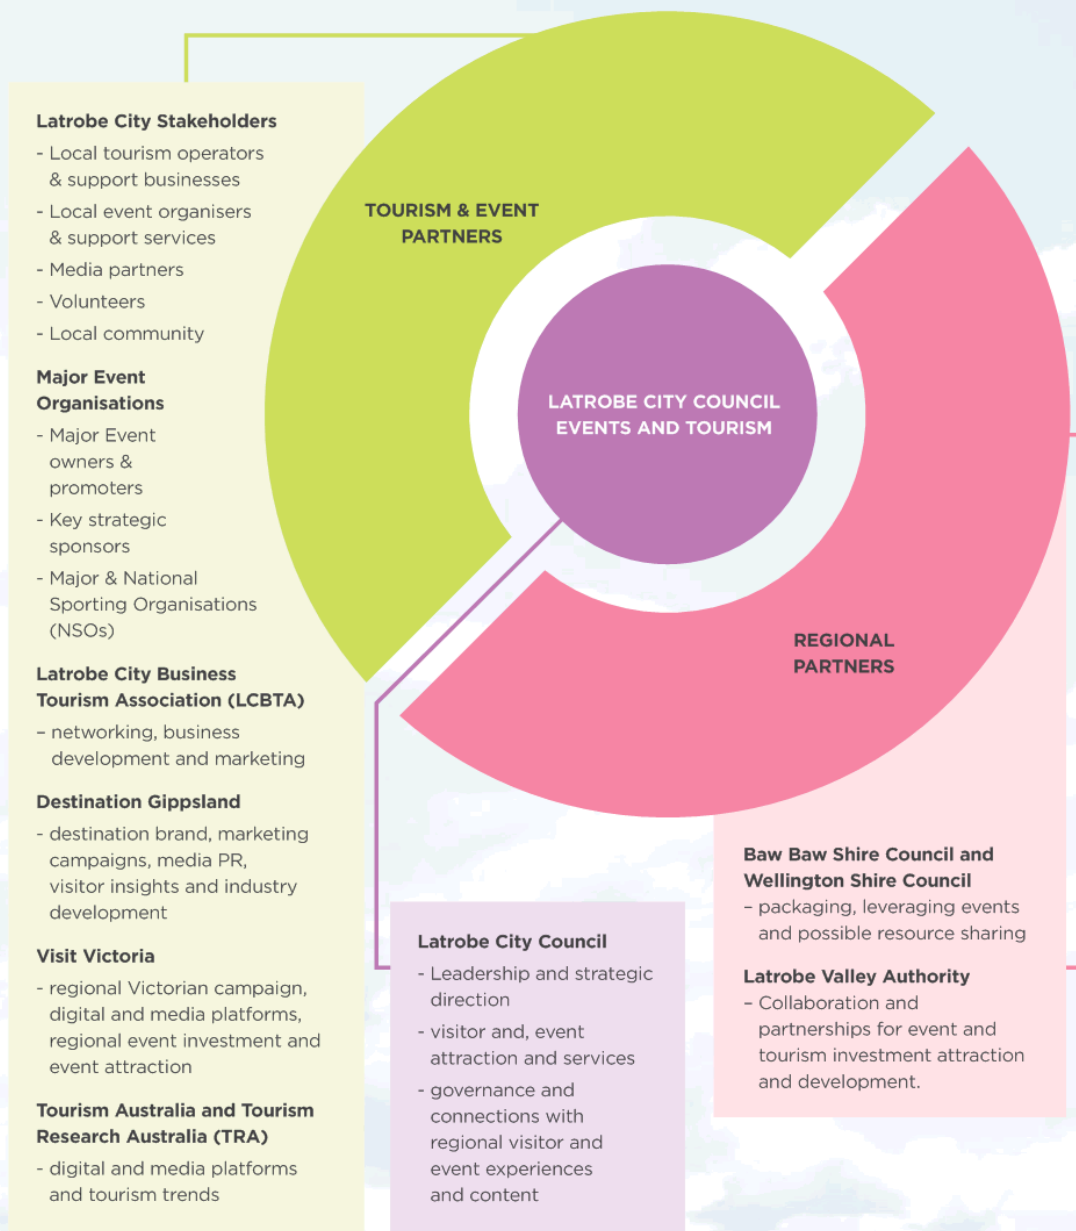 Latrobe City Stakeholders
- Local tourism operators
& support businesses
- Local event organisers
& support services
- Media partners
- Volunteers
- Local community
Major Event
Organisations
- Major Event
owners &
promoters
- Key strategic
sponsors
- Major & National
Sporting Organisations
(NSOs)
Latrobe City Business
Tourism Association (LCBTA)
– networking, business
development and marketing
Destination Gippsland
- destination brand, marketing
campaigns, media PR,
visitor insights and industry
development
Visit Victoria
- regional Victorian campaign,
digital and media platforms,
regional event investment and
event attraction
Tourism Australia and Tourism
Research Australia (TRA)
- digital and media platforms
and tourism trends
TOURISM & EVENT
PARTNERS
LATROBE CITY COUNCIL
EVENTS AND TOURISM
REGIONAL
PARTNERS
Latrobe City Council
- Leadership and strategic
direction
- visitor and, event
attraction and services
- governance and
connections with
regional visitor and
event experiences
and content
Baw Baw Shire Council and
Wellington Shire Council
– packaging, leveraging events
and possible resource sharing
Latrobe Valley Authority
– Collaboration and
partnerships for event and
tourism investment attraction
and development.